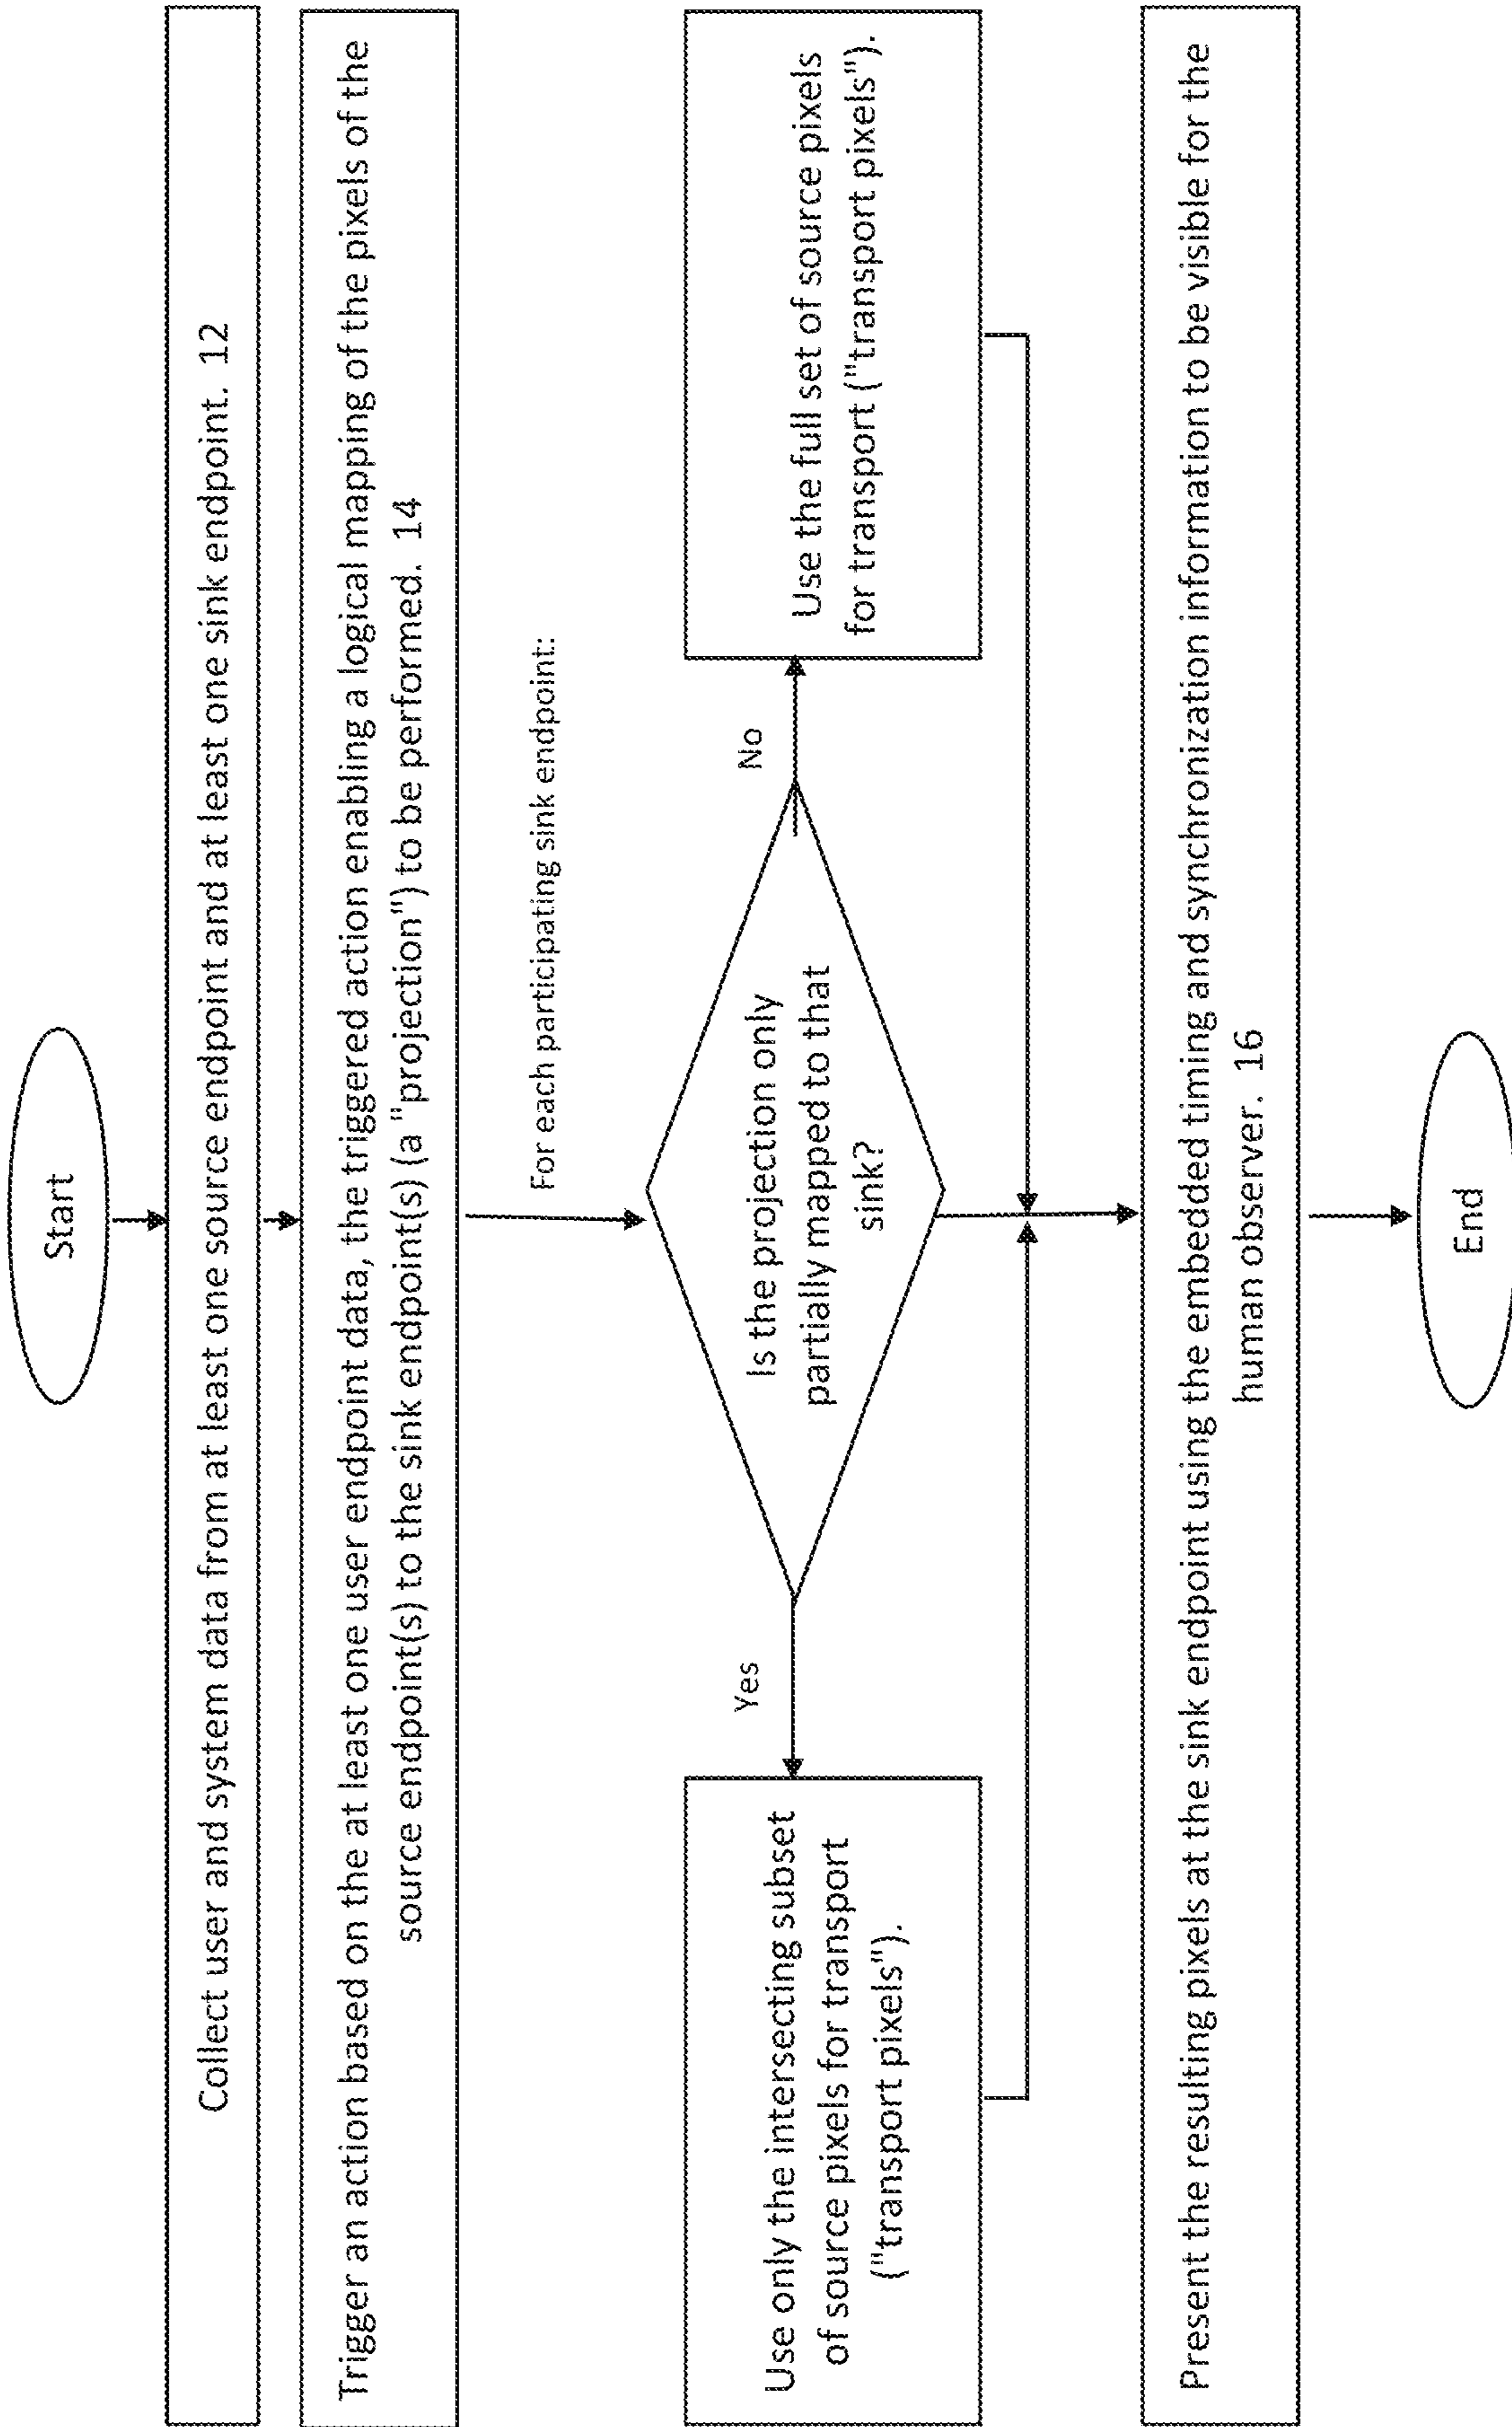 Start
Collect user and system data from at least one source endpoint and at least one sink endpoint.  12
Trigger an action based on the at least one user endpoint data, the triggered action enabling a logical mapping of the pixels of the
source endpoint(s) to the sink endpoint(s) (a "projection") to be performed.  14
For each participating sink endpoint:
Is the projection only
partially mapped to that
sink?
Yes
No
Use only the intersecting subset
of source pixels for transport
("transport pixels").
Use the full set of source pixels
for transport ("transport pixels").
Present the resulting pixels at the sink endpoint using the embedded timing and synchronization information to be visible for the
human observer.  16
End